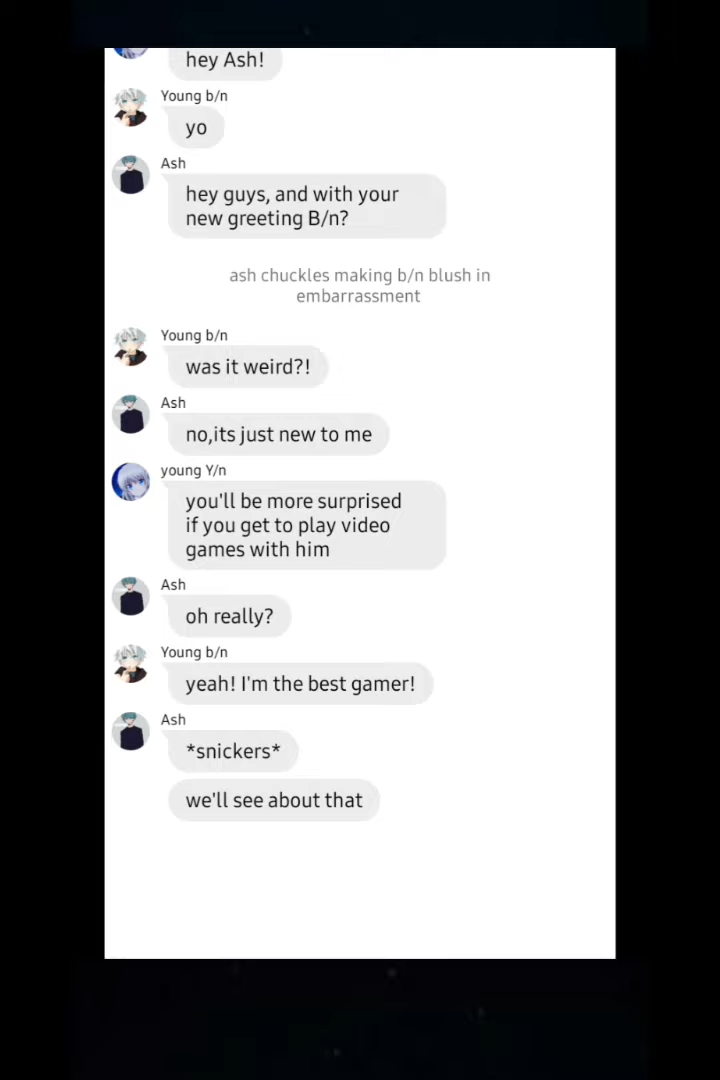 hey Ash!
Young b/n
yo
Ash
hey guys, and with your
new greeting B/n?
ash chuckles making b/n blush in
embarrassment
Young b/n
was it weird?!
Ash
no,its just new to me
young Y/n
you'll be more surprised
if you get to play video
games with him
Ash
oh really?
Young b/n
yeah! I'm the best gamer!
Ash
*snickers*
we'll see about that